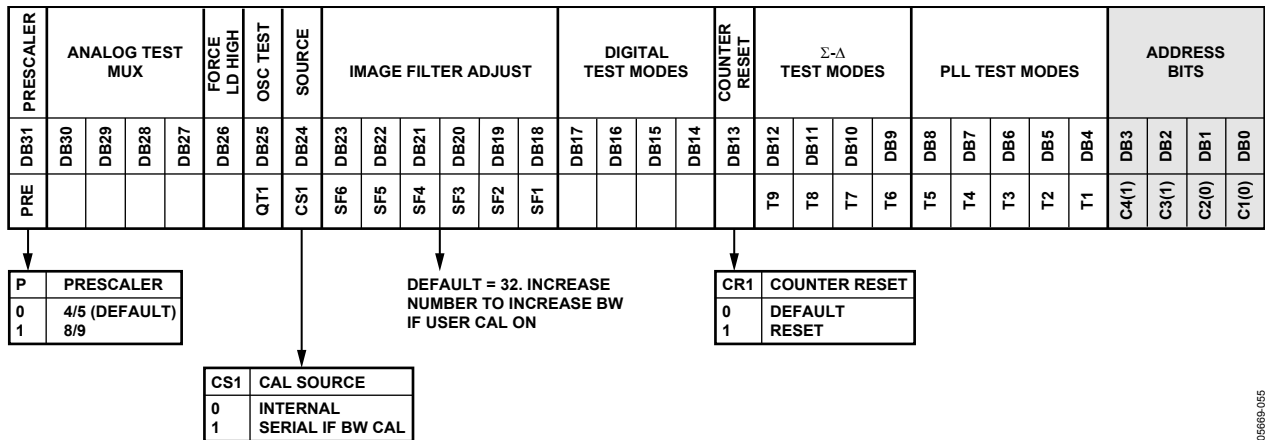 PRESCALER
ANALOG TEST
MUX
FORCE
LD HIGH
OSC TEST
SOURCE
IMAGE FILTER ADJUST
DIGITAL
TEST MODES
COUNTER
RESET
Σ-Δ
TEST MODES
PLL TEST MODES
ADDRESS
BITS
DB31 DB30 DB29 DB28 DB27 DB26 DB25 DB24 DB23 DB22 DB21 DB20 DB19 DB18 DB17 DB16 DB15 DB14 DB13 DB12 DB11 DB10 DB9 DB8 DB7 DB6 DB5 DB4 DB3 DB2 DB1 DB0
PRE QT1 CS1 SF6 SF5 SF4 SF3 SF2 SF1 T9 T8 T7 T6 T5 T4 T3 T2 T1 C4(1) C3(1) C2(0) C1(0)
P PRESCALER
0 4/5 (DEFAULT)
1 8/9
DEFAULT = 32. INCREASE
NUMBER TO INCREASE BW
IF USER CAL ON
CR1 COUNTER RESET
0 DEFAULT
1 RESET
CS1 CAL SOURCE
0 INTERNAL
1 SERIAL IF BW CAL
05669-055